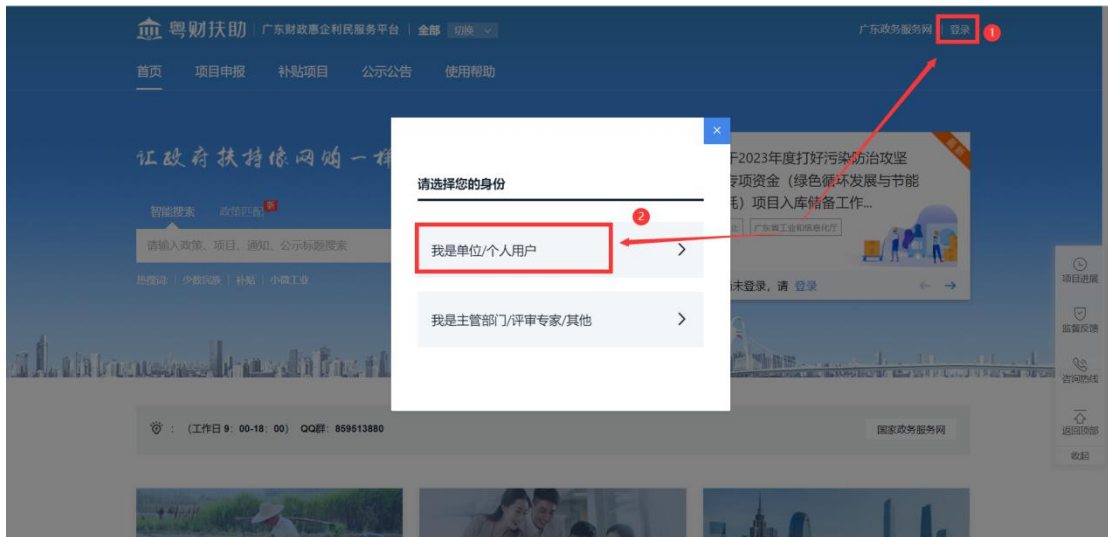 粤财扶助 广东财政惠企利民服务平台 全部 切换
广东政务服务网 登录 1
首页 项目申报 补贴项目 公示公告 使用帮助
让政府扶持像网购一样
智能搜索 政策匹配 新
请输入政策、项目、通知、公示标题搜索
热搜词 少数民族 补贴 小微工业
请选择您的身份
2
我是单位/个人用户
我是主管部门/评审专家/其他
×
最新
于2023年度打好污染防治攻坚
专项资金（绿色循环发展与节能
耗）项目入库储备工作...
止 广东省工业和信息化厅
未登录，请 登录
项目进展
监督反馈
咨询热线
返回顶部
收起
： （工作日 9：00-18：00） QQ群：859513880
国家政务服务网